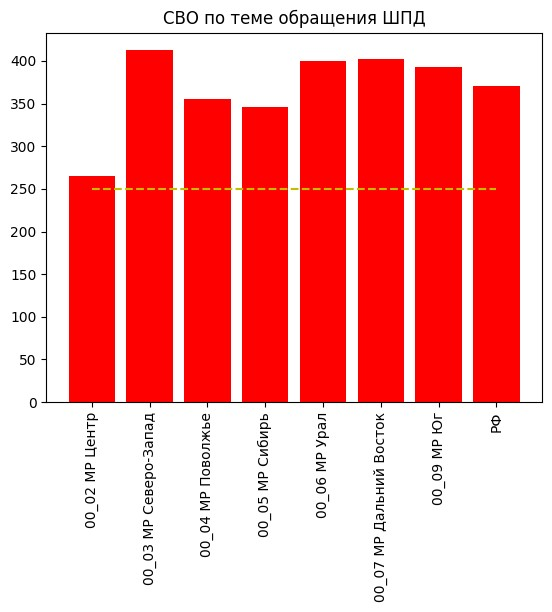 СВО по теме обращения ШПД
400
350
300
250
200
150
100
50
0
00_02 МР Центр
00_03 МР Северо-Запад
00_04 МР Поволжье
00_05 МР Сибирь
00_06 МР Урал
00_07 МР Дальний Восток
00_09 МР Юг
РФ